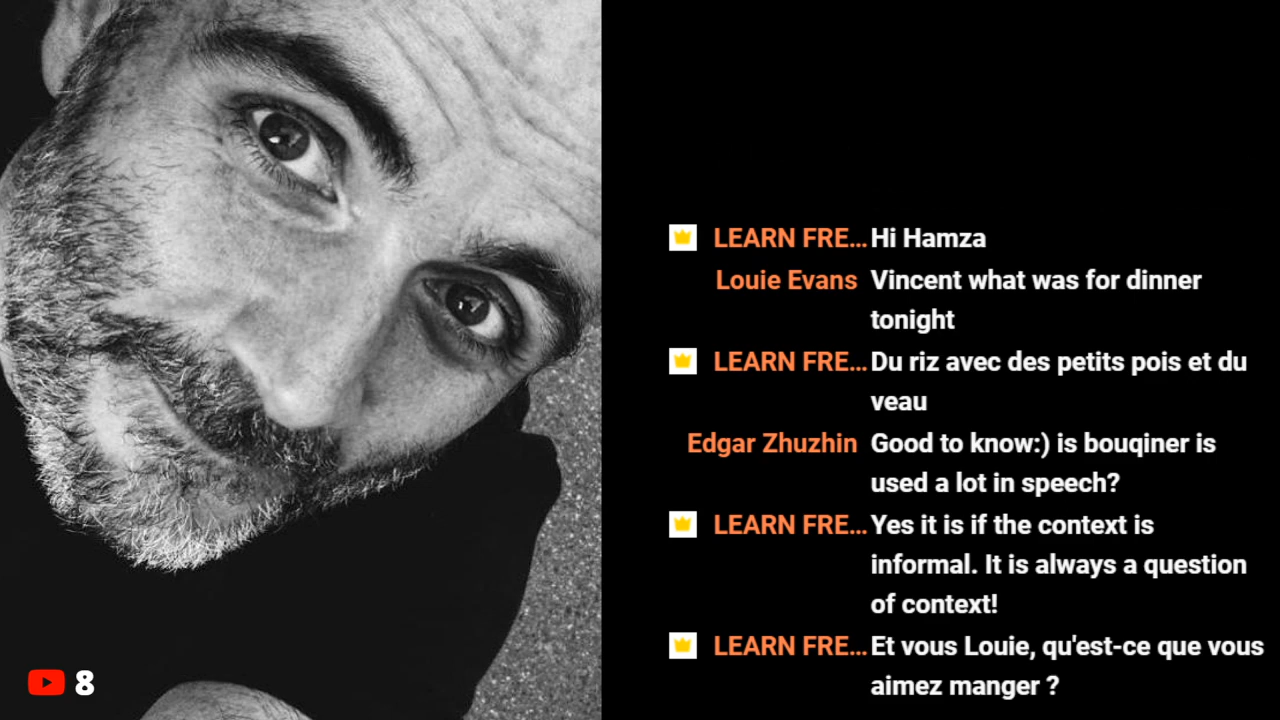 LEARN FRE... Hi Hamza
Louie Evans Vincent what was for dinner
tonight
LEARN FRE... Du riz avec des petits pois et du
veau
Edgar Zhuzhin Good to know:) is bouqiner is
used a lot in speech?
LEARN FRE... Yes it is if the context is
informal. It is always a question
of context!
LEARN FRE... Et vous Louie, qu'est-ce que vous
aimez manger ?
8